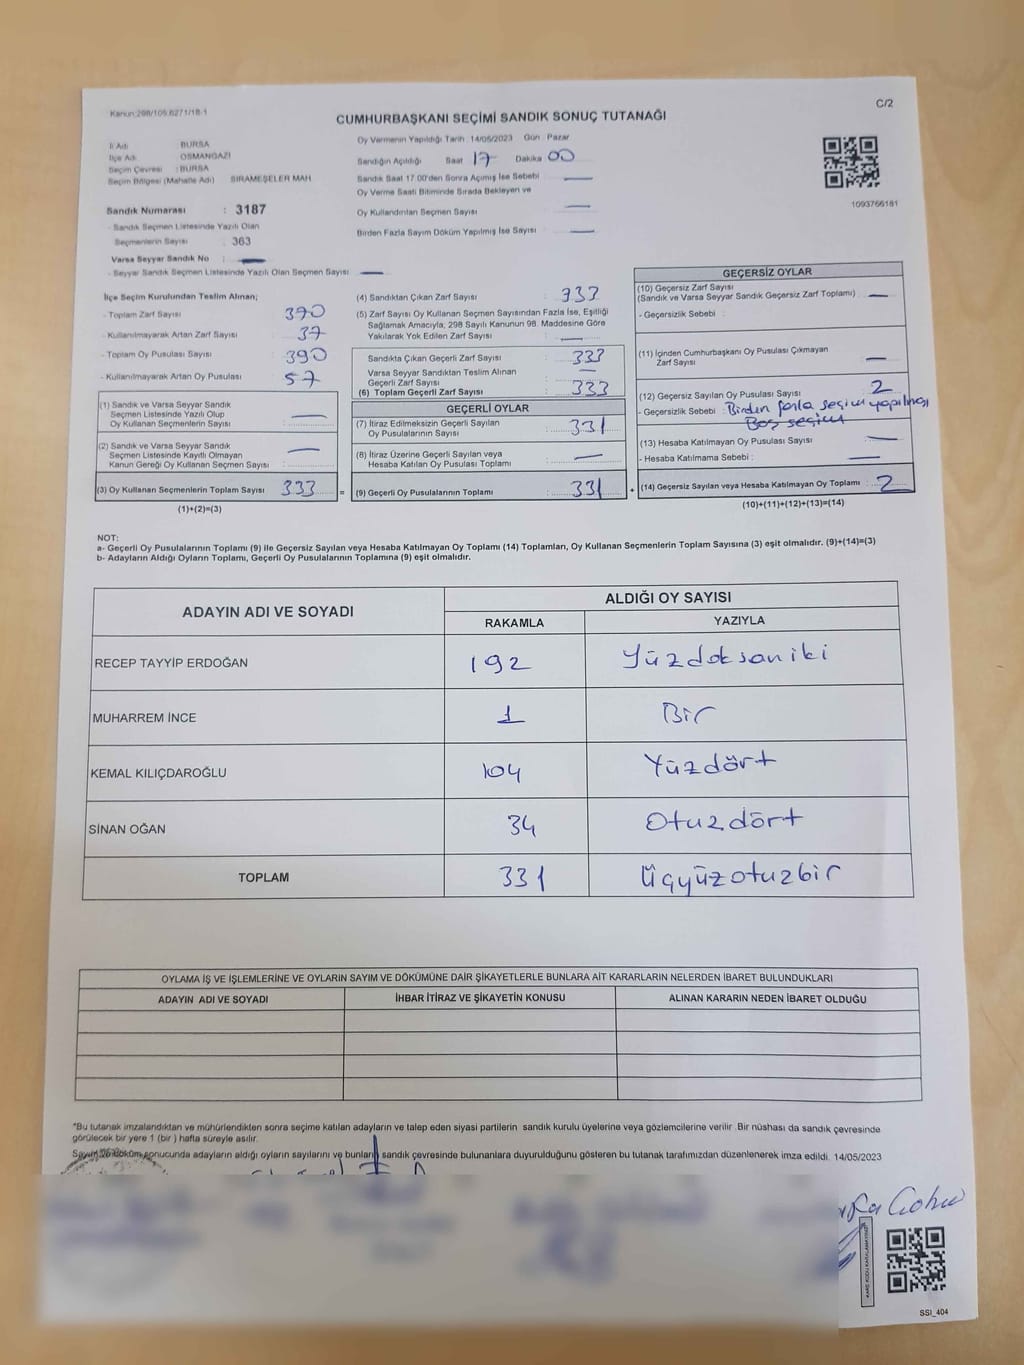 Kanun:298/105,6271/18-1
C/2
CUMHURBAŞKANI SEÇİMİ SANDIK SONUÇ TUTANAĞI
İl Adı : BURSA
İlçe Adı : OSMANGAZİ
Seçim Çevresi : BURSA
Seçim Bölgesi (Mahalle Adı) : SIRAMEŞELER MAH
Sandık Numarası : 3187
- Sandık Seçmen Listesinde Yazılı Olan
Seçmenlerin Sayısı : 363
Varsa Seyyar Sandık No : —
- Seyyar Sandık Seçmen Listesinde Yazılı Olan Seçmen Sayısı : —
Oy Vermenin Yapıldığı Tarih : 14/05/2023 Gün : Pazar
Sandığın Açıldığı Saat 17 Dakika 00
Sandık Saat 17.00'den Sonra Açımış İse Sebebi : —
Oy Verme Saati Bitiminde Sırada Bekleyen ve
Oy Kullandırılan Seçmen Sayısı : —
Birden Fazla Sayım Döküm Yapılmış İse Sayısı : —
1093766181
İlçe Seçim Kurulundan Teslim Alınan;
- Toplam Zarf Sayısı : 370
- Kullanılmayarak Artan Zarf Sayısı : 37
- Toplam Oy Pusulası Sayısı : 390
- Kullanılmayarak Artan Oy Pusulası : 57
(1) Sandık ve Varsa Seyyar Sandık
Seçmen Listesinde Yazılı Olup
Oy Kullanan Seçmenlerin Sayısı : —
(2) Sandık ve Varsa Seyyar Sandık
Seçmen Listesinde Kayıtlı Olmayan
Kanun Gereği Oy Kullanan Seçmen Sayısı : —
(3) Oy Kullanan Seçmenlerin Toplam Sayısı : 333
(1)+(2)=(3)
(4) Sandıktan Çıkan Zarf Sayısı : 333
(5) Zarf Sayısı Oy Kullanan Seçmen Sayısından Fazla İse, Eşitliği
Sağlamak Amacıyla, 298 Sayılı Kanunun 98. Maddesine Göre
Yakılarak Yok Edilen Zarf Sayısı : —
Sandıkta Çıkan Geçerli Zarf Sayısı : 333
Varsa Seyyar Sandıktan Teslim Alınan
Geçerli Zarf Sayısı : —
(6) Toplam Geçerli Zarf Sayısı : 333
GEÇERLİ OYLAR
(7) İtiraz Edilmeksizin Geçerli Sayılan
Oy Pusulalarının Sayısı : 331
(8) İtiraz Üzerine Geçerli Sayılan veya
Hesaba Katılan Oy Pusulası Toplamı : —
= (9) Geçerli Oy Pusulalarının Toplamı : 331
GEÇERSİZ OYLAR
(10) Geçersiz Zarf Sayısı
(Sandık ve Varsa Seyyar Sandık Geçersiz Zarf Toplamı) : —
- Geçersizlik Sebebi :
(11) İçinden Cumhurbaşkanı Oy Pusulası Çıkmayan
Zarf Sayısı : —
(12) Geçersiz Sayılan Oy Pusulası Sayısı : 2
- Geçersizlik Sebebi : Birden fazla seçim yapılması
Boş seçim
(13) Hesaba Katılmayan Oy Pusulası Sayısı : —
- Hesaba Katılmama Sebebi : —
+ (14) Geçersiz Sayılan veya Hesaba Katılmayan Oy Toplamı : 2
(10)+(11)+(12)+(13)=(14)
NOT:
a- Geçerli Oy Pusulalarının Toplamı (9) ile Geçersiz Sayılan veya Hesaba Katılmayan Oy Toplamı (14) Toplamları, Oy Kullanan Seçmenlerin Toplam Sayısına (3) eşit olmalıdır. (9)+(14)=(3)
b- Adayların Aldığı Oyların Toplamı, Geçerli Oy Pusulalarının Toplamına (9) eşit olmalıdır.
ADAYIN ADI VE SOYADI
ALDIĞI OY SAYISI
RAKAMLA YAZIYLA
RECEP TAYYİP ERDOĞAN 192 Yüzdoksaniki
MUHARREM İNCE 1 Bir
KEMAL KILIÇDAROĞLU 104 Yüzdört
SİNAN OĞAN 34 Otuzdört
TOPLAM 331 Üçyüzotuzbir
OYLAMA İŞ VE İŞLEMLERİNE VE OYLARIN SAYIM VE DÖKÜMÜNE DAİR ŞİKAYETLERLE BUNLARA AİT KARARLARIN NELERDEN İBARET BULUNDUKLARI
ADAYIN ADI VE SOYADI İHBAR İTİRAZ VE ŞİKAYETİN KONUSU ALINAN KARARIN NEDEN İBARET OLDUĞU
*Bu tutanak imzalandıktan ve mühürlendikten sonra seçime katılan adayların ve talep eden siyasi partilerin sandık kurulu üyelerine veya gözlemcilerine verilir .Bir nüshası da sandık çevresinde
görülecek bir yere 1 (bir ) hafta süreyle asılır.
Sayım ve döküm sonucunda adayların aldığı oyların sayılarını ve bunların sandık çevresinde bulunanlara duyurulduğunu gösteren bu tutanak tarafımızdan düzenlenerek imza edildi. 14/05/2023
SSI_404